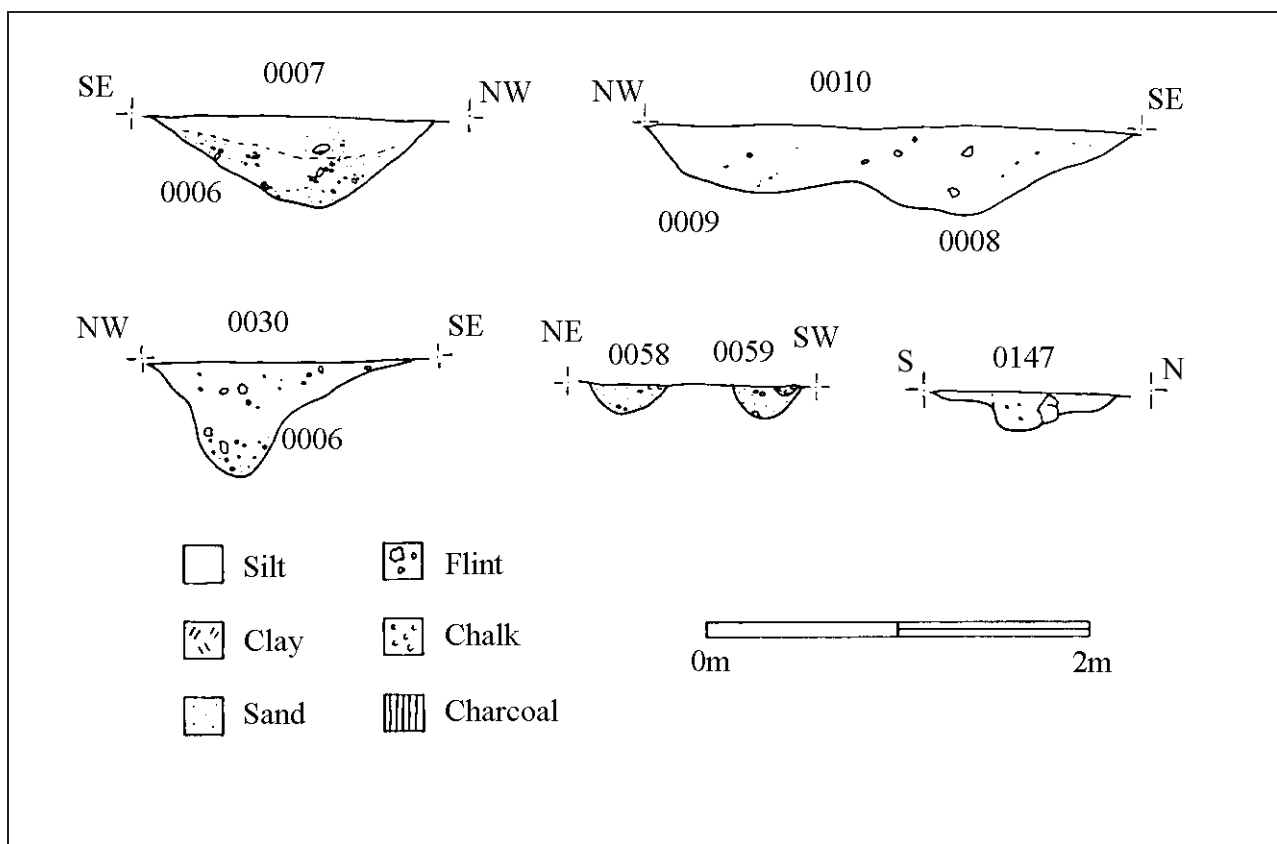 SE 0007 NW
0006
NW 0010 SE
0009
0008
NW 0030 SE
0006
NE 0058 0059 SW
S 0147 N
Silt
Clay
Sand
Flint
Chalk
Charcoal
0m 2m